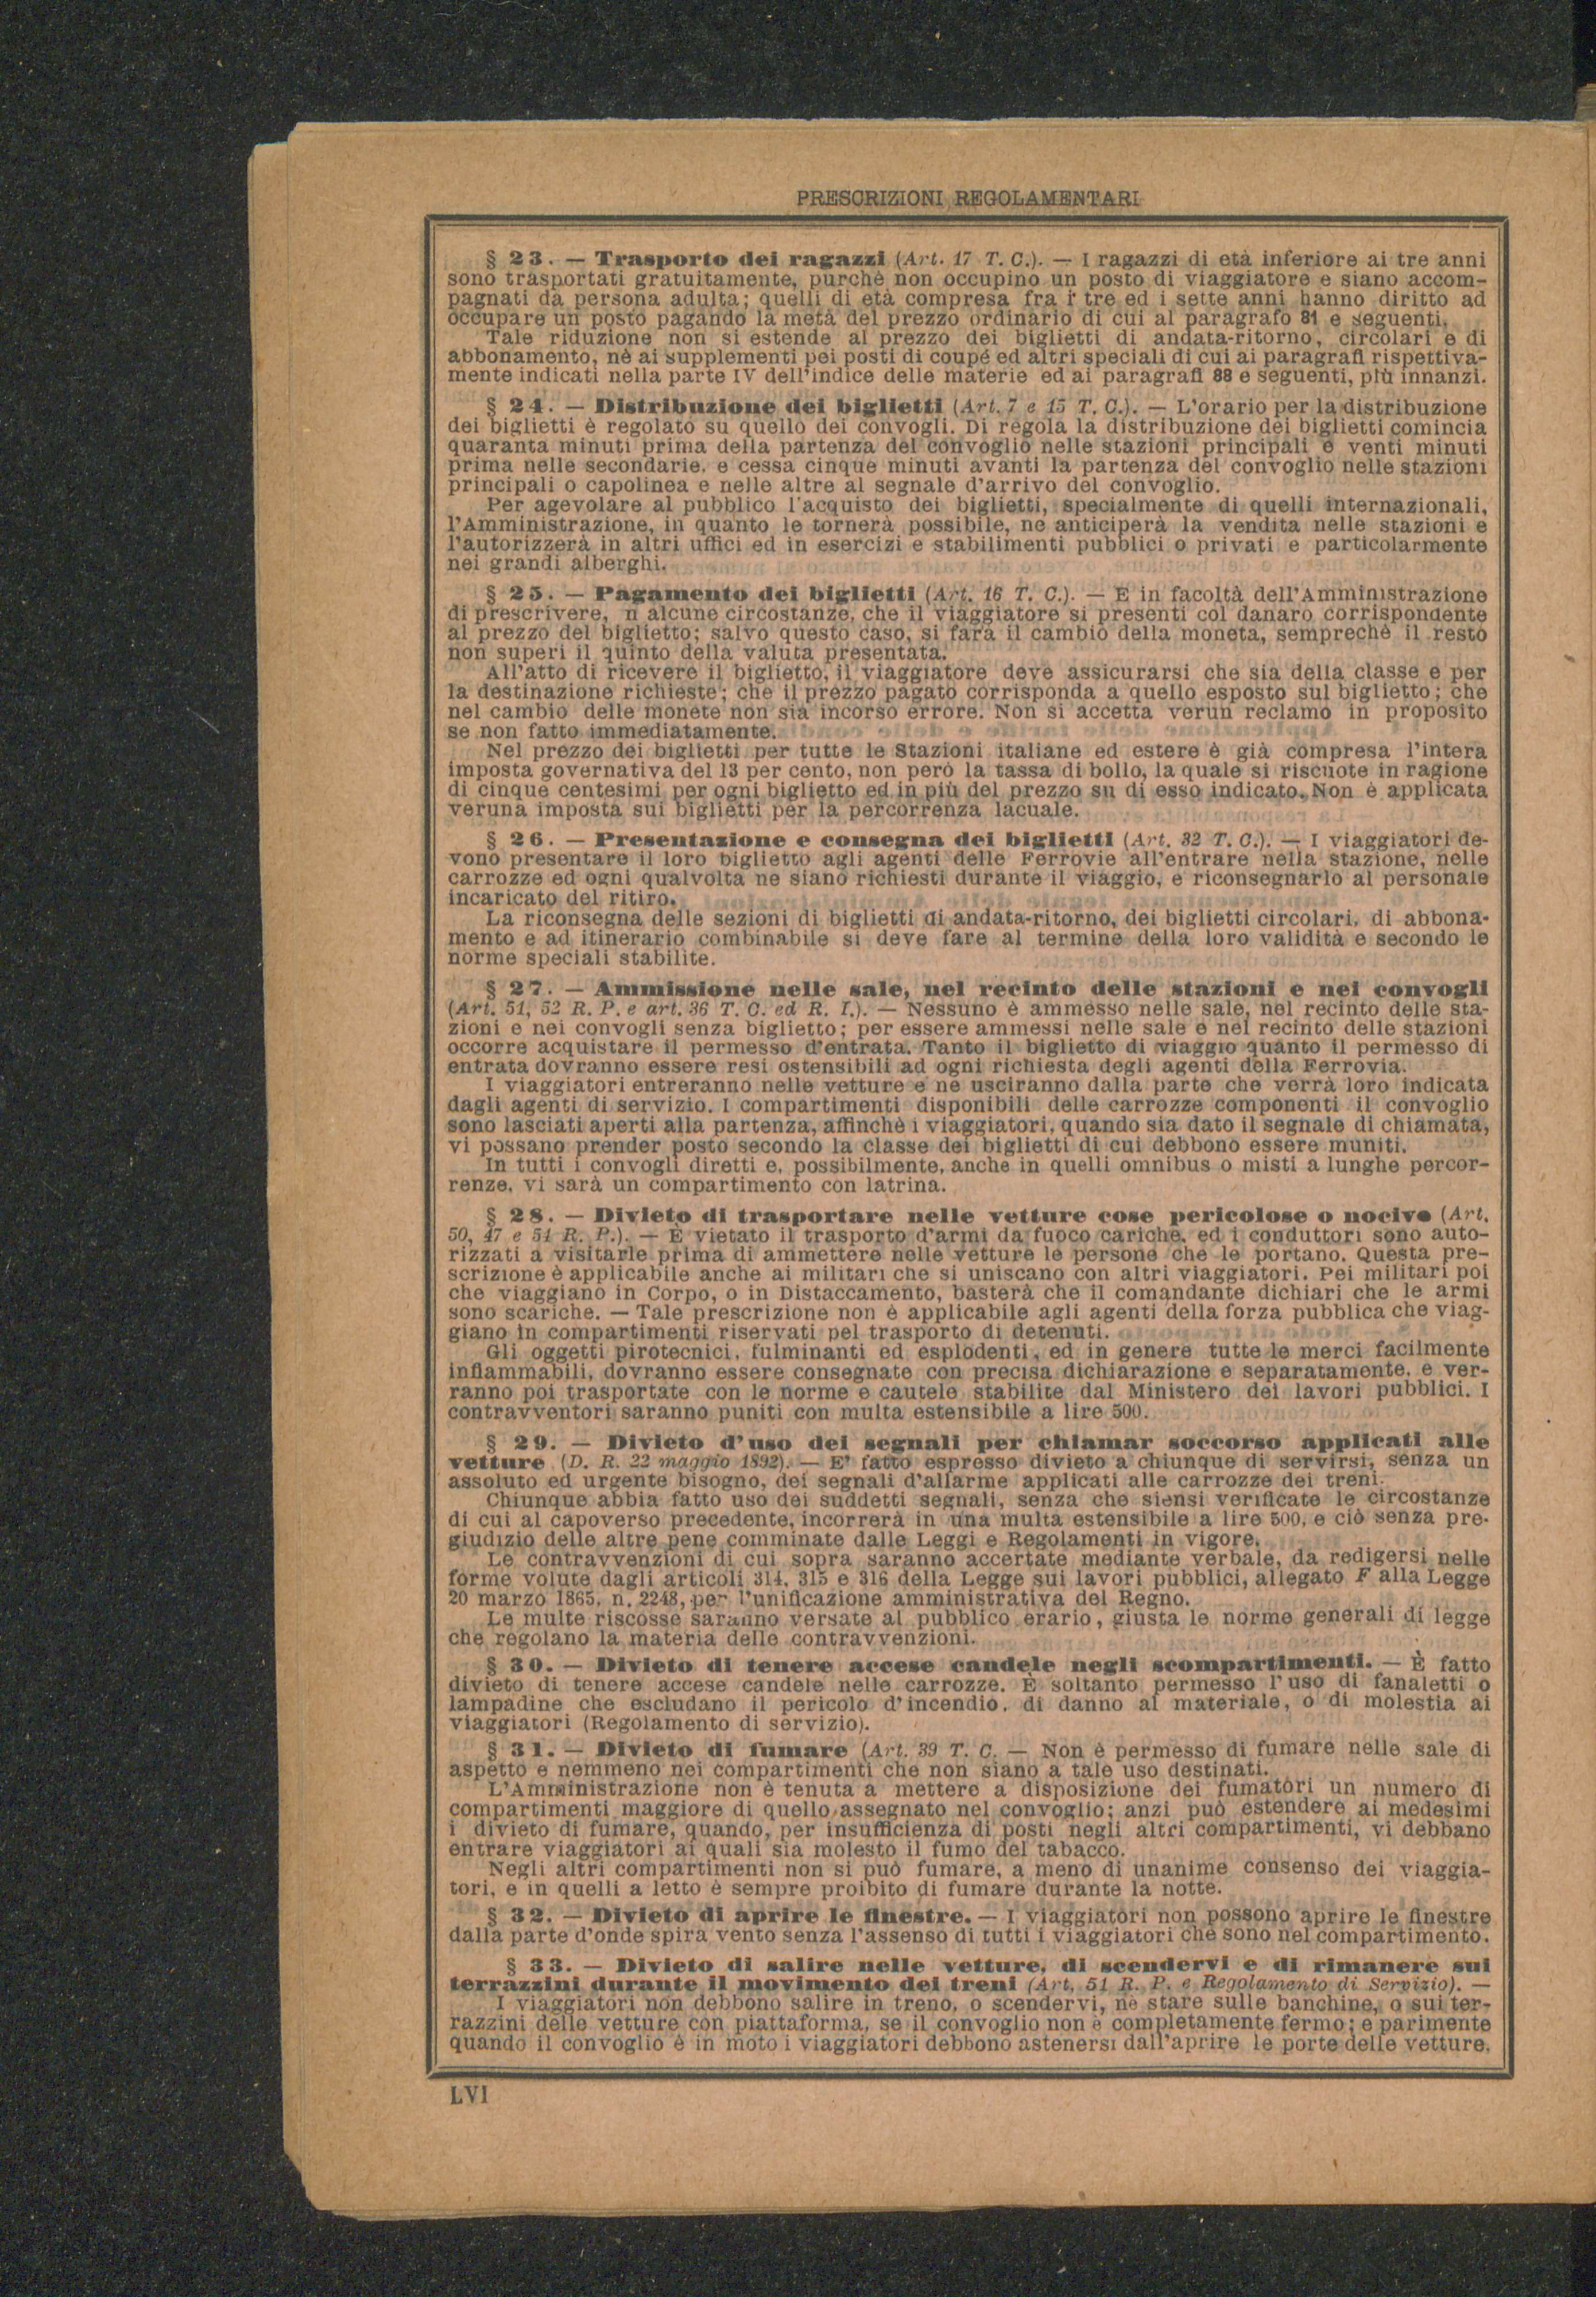 PRESCRIZIONI REGOLAMENTARI
§ 23. — Trasporto dei ragazzi (Art. 17 T. C.). — I ragazzi di età inferiore ai tre anni
sono trasportati gratuitamente, purchè non occupino un posto di viaggiatore e siano accom-
pagnati da persona adulta; quelli di età compresa fra i tre ed i sette anni hanno diritto ad
occupare un posto pagando la metà del prezzo ordinario di cui al paragrafo 81 e seguenti.
Tale riduzione non si estende al prezzo dei biglietti di andata-ritorno, circolari e di
abbonamento, nè ai supplementi pei posti di coupé ed altri speciali di cui ai paragrafi rispettiva-
mente indicati nella parte IV dell'indice delle materie ed ai paragrafi 88 e seguenti, più innanzi.
§ 24. — Distribuzione dei biglietti (Art. 7 e 15 T. C.). — L'orario per la distribuzione
dei biglietti è regolato su quello dei convogli. Di regola la distribuzione dei biglietti comincia
quaranta minuti prima della partenza del convoglio nelle stazioni principali e venti minuti
prima nelle secondarie, e cessa cinque minuti avanti la partenza del convoglio nelle stazioni
principali o capolinea e nelle altre al segnale d'arrivo del convoglio.
Per agevolare al pubblico l'acquisto dei biglietti, specialmente di quelli internazionali,
l'Amministrazione, in quanto le tornerà possibile, ne anticiperà la vendita nelle stazioni e
l'autorizzerà in altri uffici ed in esercizi e stabilimenti pubblici o privati e particolarmente
nei grandi alberghi.
§ 25. — Pagamento dei biglietti (Art. 16 T. C.). — E in facoltà dell'Amministrazione
di prescrivere, n alcune circostanze, che il viaggiatore si presenti col danaro corrispondente
al prezzo del biglietto; salvo questo caso, si farà il cambio della moneta, sempreché il resto
non superi il quinto della valuta presentata.
All'atto di ricevere il biglietto, il viaggiatore deve assicurarsi che sia della classe e per
la destinazione richieste; che il prezzo pagato corrisponda a quello esposto sul biglietto; che
nel cambio delle monete non sia incorso errore. Non si accetta verun reclamo in proposito
se non fatto immediatamente.
Nel prezzo dei biglietti per tutte le Stazioni italiane ed estere è già compresa l'intera
imposta governativa del 13 per cento, non però la tassa di bollo, la quale si riscuote in ragione
di cinque centesimi per ogni biglietto ed in più del prezzo su di esso indicato. Non è applicata
veruna imposta sui biglietti per la percorrenza lacuale.
§ 26. — Presentazione e consegna dei biglietti (Art. 32 T. C.). — I viaggiatori de-
vono presentare il loro biglietto agli agenti delle Ferrovie all'entrare nella stazione, nelle
carrozze ed ogni qualvolta ne siano richiesti durante il viaggio, e riconsegnarlo al personale
incaricato del ritiro.
La riconsegna delle sezioni di biglietti di andata-ritorno, dei biglietti circolari, di abbona-
mento e ad itinerario combinabile si deve fare al termine della loro validità e secondo le
norme speciali stabilite.
§ 27. — Ammissione nelle sale, nel recinto delle stazioni e nei convogli
(Art. 51, 52 R. P. e art. 36 T. C. ed R. I.). — Nessuno è ammesso nelle sale, nel recinto delle sta-
zioni e nei convogli senza biglietto; per essere ammessi nelle sale e nel recinto delle stazioni
occorre acquistare il permesso d'entrata. Tanto il biglietto di viaggio quanto il permesso di
entrata dovranno essere resi ostensibili ad ogni richiesta degli agenti della Ferrovia.
I viaggiatori entreranno nelle vetture e ne usciranno dalla parte che verrà loro indicata
dagli agenti di servizio. I compartimenti disponibili delle carrozze componenti il convoglio
sono lasciati aperti alla partenza, affinchè i viaggiatori, quando sia dato il segnale di chiamata,
vi possano prender posto secondo la classe dei biglietti di cui debbono essere muniti.
In tutti i convogli diretti e, possibilmente, anche in quelli omnibus o misti a lunghe percor-
renze, vi sarà un compartimento con latrina.
§ 28. — Divieto di trasportare nelle vetture cose pericolose o nocive (Art.
50, 47 e 51 R. P.). — È vietato il trasporto d'armi da fuoco cariche, ed i conduttori sono auto-
rizzati a visitarle prima di ammettere nelle vetture le persone che le portano. Questa pre-
scrizione è applicabile anche ai militari che si uniscano con altri viaggiatori. Pei militari poi
che viaggiano in Corpo, o in Distaccamento, basterà che il comandante dichiari che le armi
sono scariche. — Tale prescrizione non è applicabile agli agenti della forza pubblica che viag-
giano in compartimenti riservati pel trasporto di detenuti.
Gli oggetti pirotecnici, fulminanti ed esplodenti, ed in genere tutte le merci facilmente
infiammabili, dovranno essere consegnate con precisa dichiarazione e separatamente, e ver-
ranno poi trasportate con le norme e cautele stabilite dal Ministero dei lavori pubblici. I
contravventori saranno puniti con multa estensibile a lire 500.
§ 29. — Divieto d'uso dei segnali per chiamar soccorso applicati alle
vetture (D. R. 22 maggio 1892). — E' fatto espresso divieto a chiunque di servirsi, senza un
assoluto ed urgente bisogno, dei segnali d'allarme applicati alle carrozze dei treni.
Chiunque abbia fatto uso dei suddetti segnali, senza che siensi verificate le circostanze
di cui al capoverso precedente, incorrerà in una multa estensibile a lire 500, e ciò senza pre-
giudizio delle altre pene comminate dalle Leggi e Regolamenti in vigore.
Le contravvenzioni di cui sopra saranno accertate mediante verbale, da redigersi nelle
forme volute dagli articoli 314, 315 e 316 della Legge sui lavori pubblici, allegato F alla Legge
20 marzo 1865, n. 2248, per l'unificazione amministrativa del Regno.
Le multe riscosse saranno versate al pubblico erario, giusta le norme generali di legge
che regolano la materia delle contravvenzioni.
§ 30. — Divieto di tenere accese candele negli scompartimenti. — È fatto
divieto di tenere accese candele nelle carrozze. È soltanto permesso l'uso di fanaletti o
lampadine che escludano il pericolo d'incendio, di danno al materiale, o di molestia ai
viaggiatori (Regolamento di servizio).
§ 31. — Divieto di fumare (Art. 39 T. C. — Non è permesso di fumare nelle sale di
aspetto e nemmeno nei compartimenti che non siano a tale uso destinati.
L'Amministrazione non è tenuta a mettere a disposizione dei fumatori un numero di
compartimenti maggiore di quello assegnato nel convoglio; anzi può estendere ai medesimi
i divieto di fumare, quando, per insufficienza di posti negli altri compartimenti, vi debbano
entrare viaggiatori ai quali sia molesto il fumo del tabacco.
Negli altri compartimenti non si può fumare, a meno di unanime consenso dei viaggia-
tori, e in quelli a letto è sempre proibito di fumare durante la notte.
§ 32. — Divieto di aprire le finestre. — I viaggiatori non possono aprire le finestre
dalla parte d'onde spira vento senza l'assenso di tutti i viaggiatori che sono nel compartimento.
§ 33. — Divieto di salire nelle vetture, di scendervi e di rimanere sui
terrazzini durante il movimento dei treni (Art. 51 R. P. e Regolamento di Servizio). —
I viaggiatori non debbono salire in treno, o scendervi, nè stare sulle banchine, o sui ter-
razzini delle vetture con piattaforma, se il convoglio non è completamente fermo; e parimente
quando il convoglio è in moto i viaggiatori debbono astenersi dall'aprire le porte delle vetture.
LVI